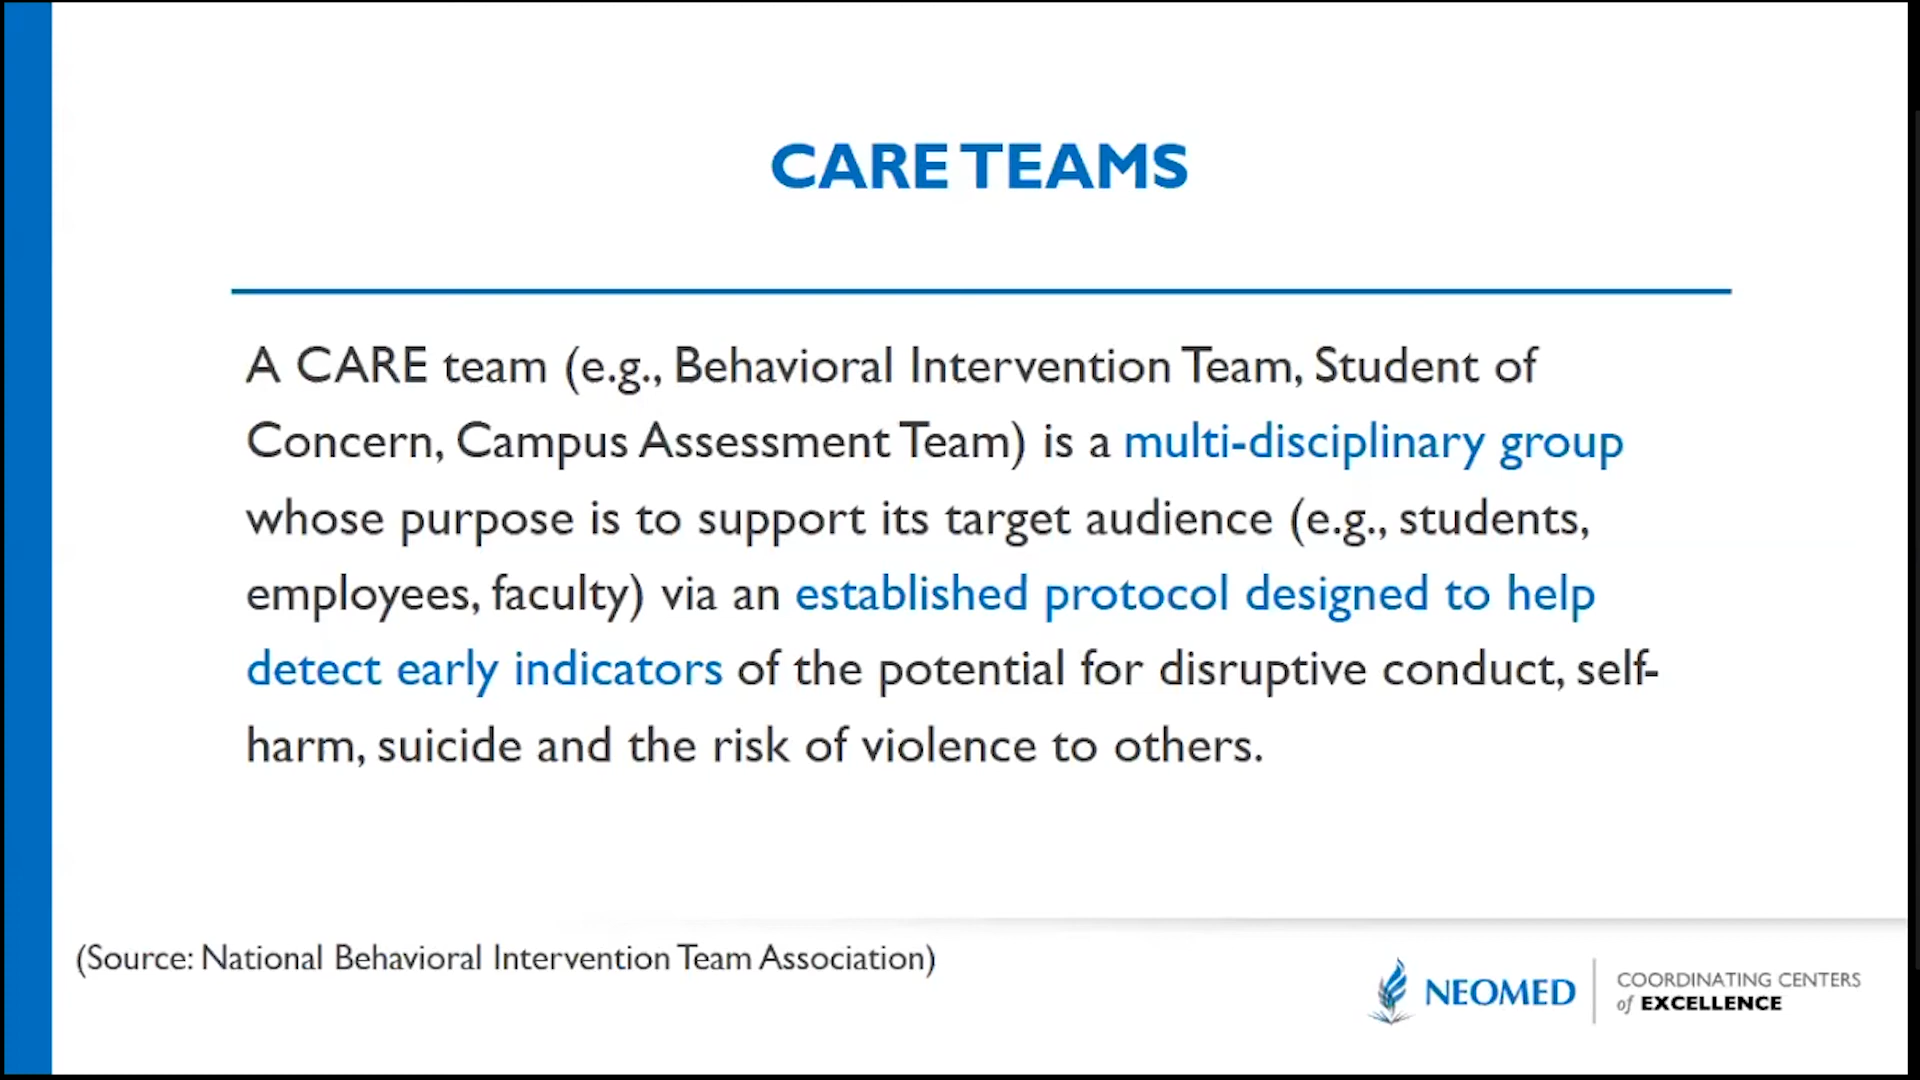 CARE TEAMS
A CARE team (e.g., Behavioral Intervention Team, Student of
Concern, Campus Assessment Team) is a multi-disciplinary group
whose purpose is to support its target audience (e.g., students,
employees, faculty) via an established protocol designed to help
detect early indicators of the potential for disruptive conduct, self-
harm, suicide and the risk of violence to others.
(Source: National Behavioral Intervention Team Association)
NEOMED
COORDINATING CENTERS
of EXCELLENCE